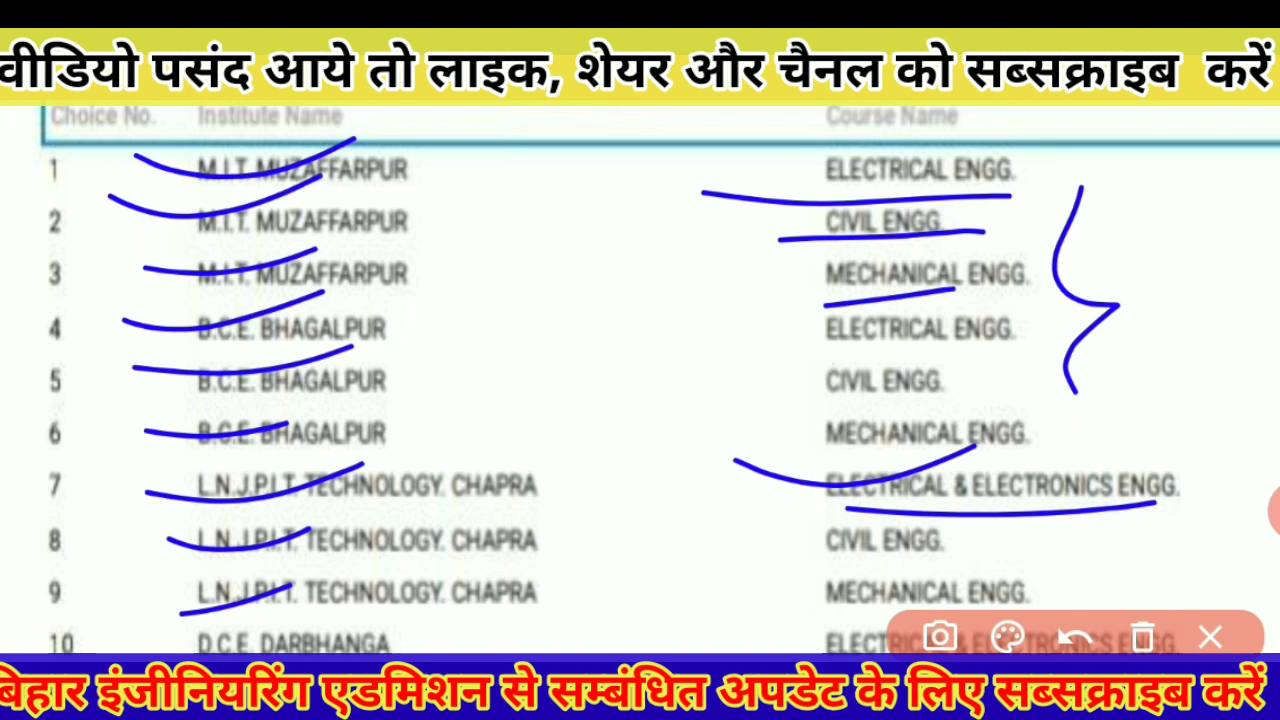 वीडियो पसंद आये तो लाइक, शेयर और चैनल को सब्सक्राइब करें
Choice No. Institute Name Course Name
1 M.I.T. MUZAFFARPUR ELECTRICAL ENGG.
2 M.I.T. MUZAFFARPUR CIVIL ENGG.
3 M.I.T. MUZAFFARPUR MECHANICAL ENGG.
4 B.C.E. BHAGALPUR ELECTRICAL ENGG.
5 B.C.E. BHAGALPUR CIVIL ENGG.
6 B.C.E. BHAGALPUR MECHANICAL ENGG.
7 L.N.J.P.I.T. TECHNOLOGY. CHAPRA ELECTRICAL & ELECTRONICS ENGG.
8 L.N.J.P.I.T. TECHNOLOGY. CHAPRA CIVIL ENGG.
9 L.N.J.P.I.T. TECHNOLOGY. CHAPRA MECHANICAL ENGG.
10 D.C.E. DARBHANGA ELECTRICAL & ELECTRONICS ENGG.
बिहार इंजीनियरिंग एडमिशन से सम्बंधित अपडेट के लिए सब्सक्राइब करें